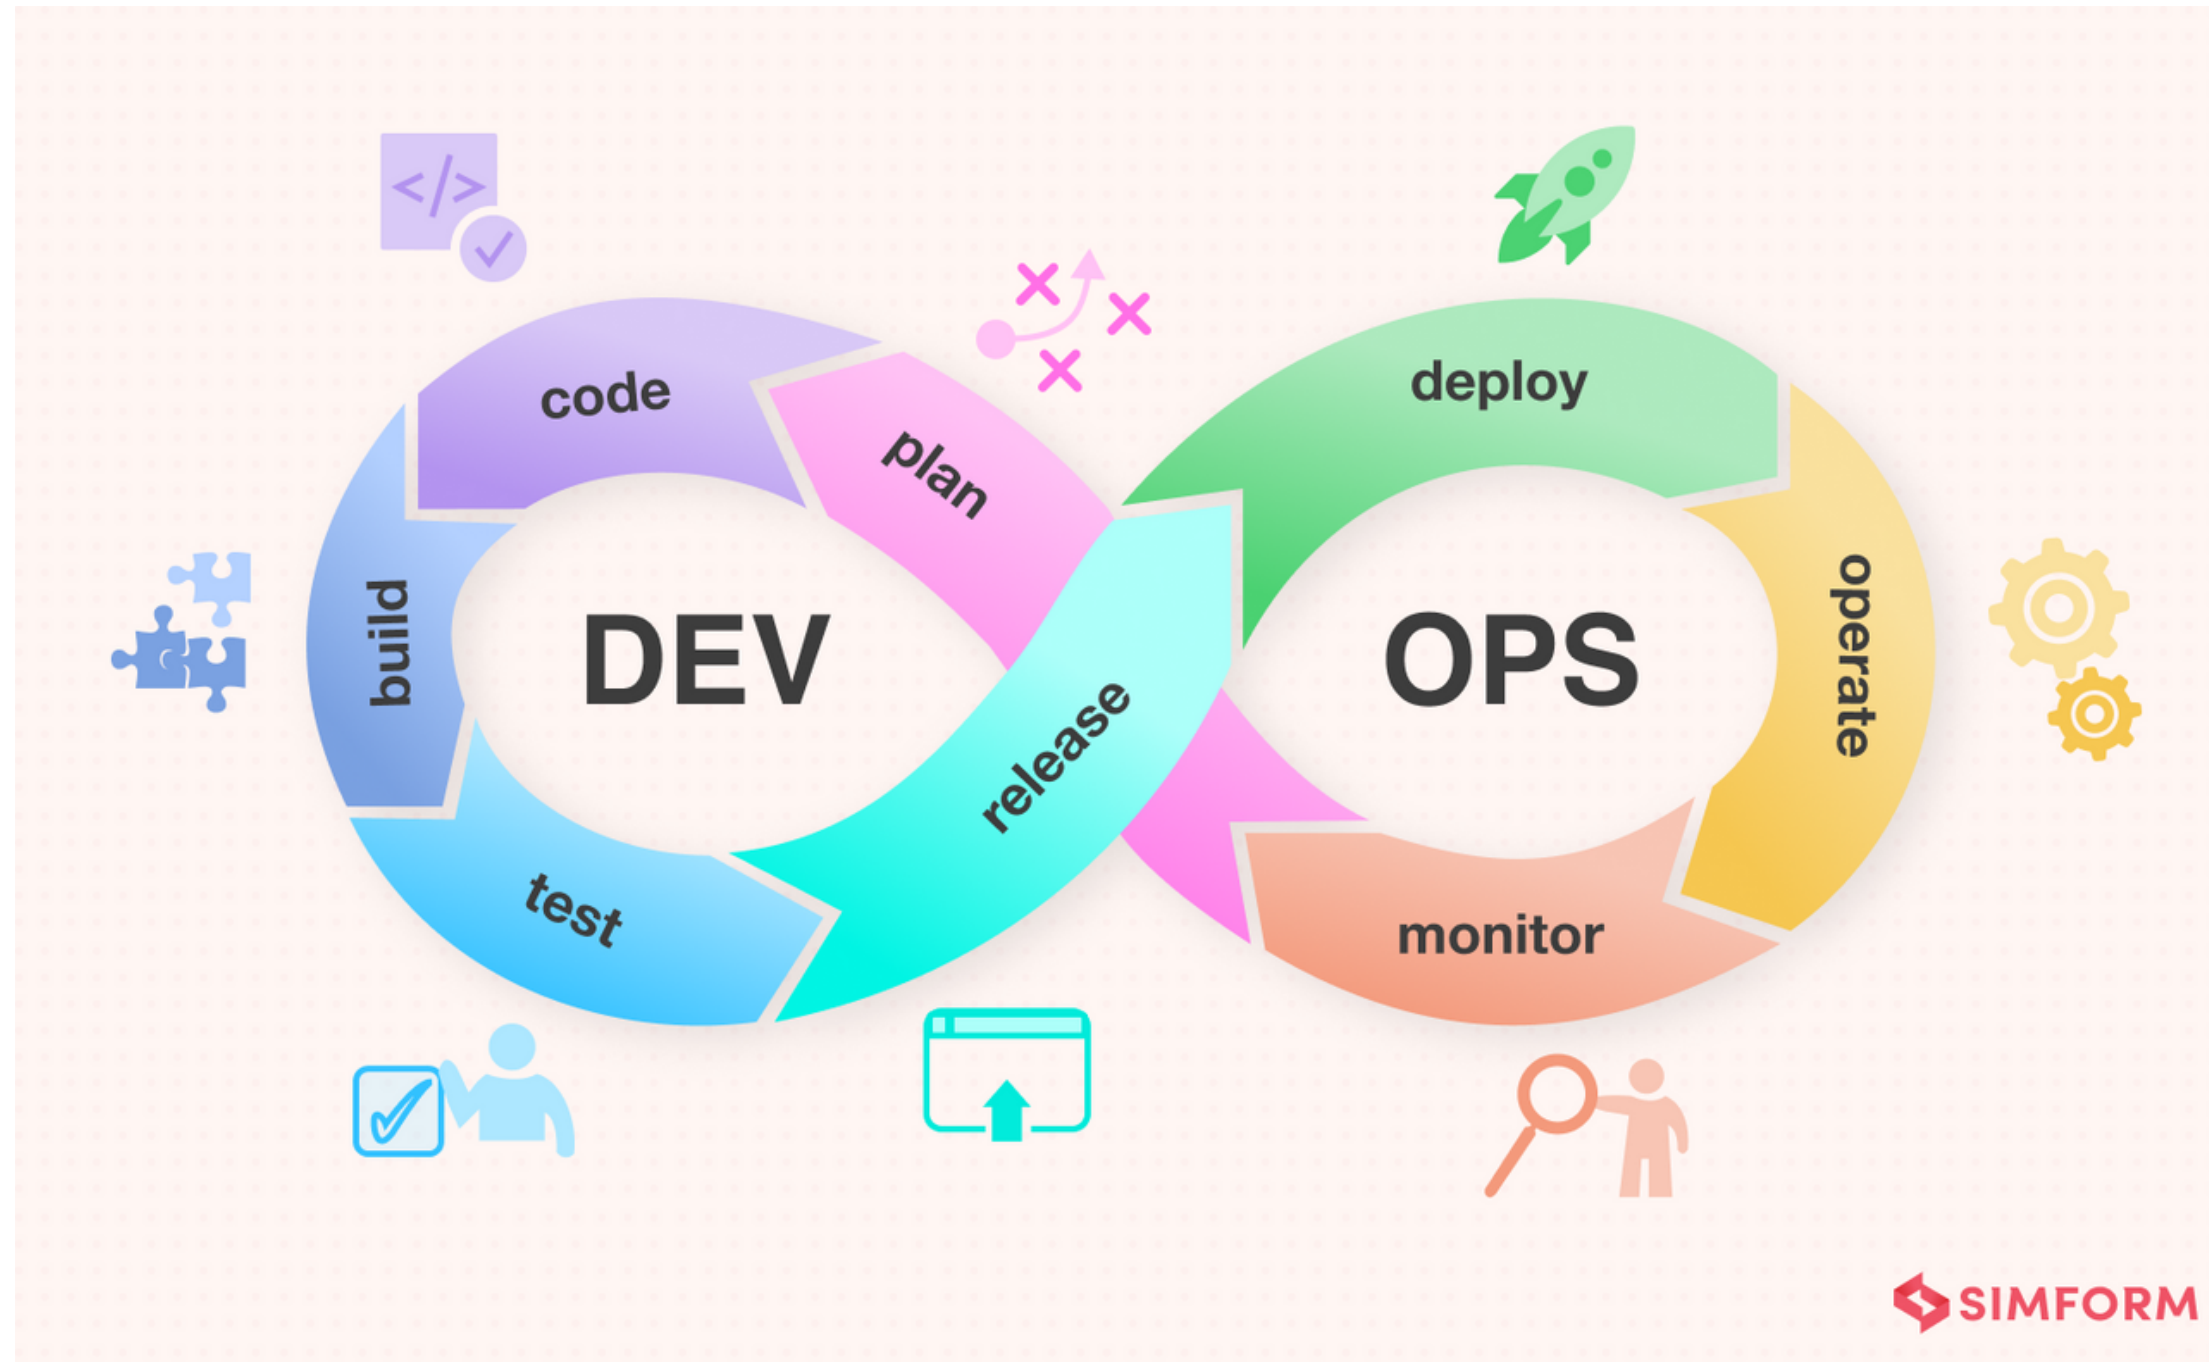 </>
code
plan
deploy
build
DEV
OPS
operate
release
test
monitor
SIMFORM